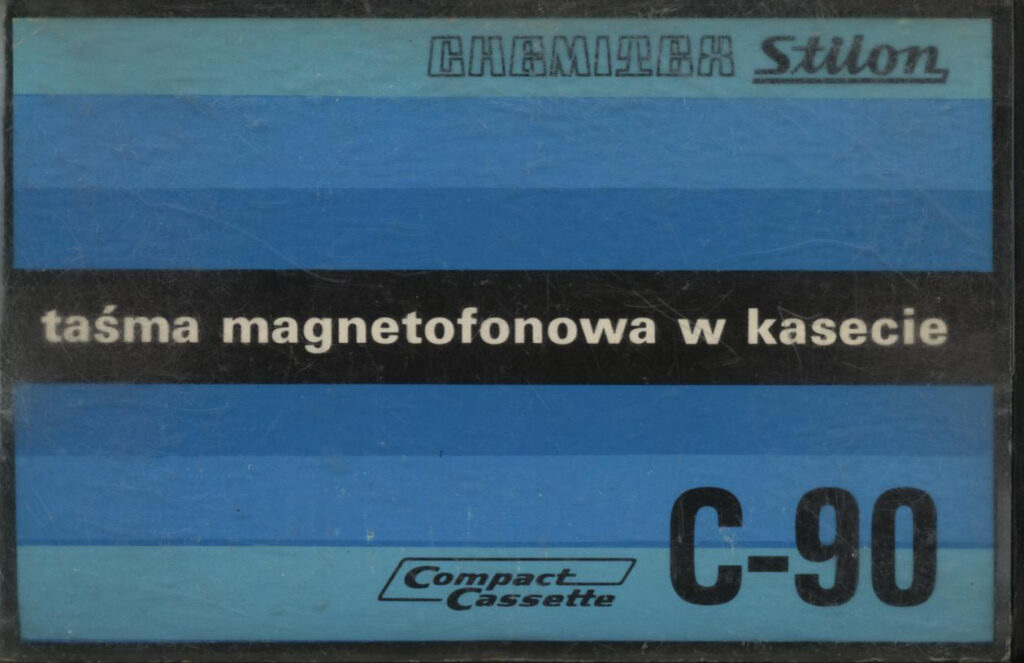 CHEMITEX Stilon
taśma magnetofonowa w kasecie
Compact
Cassette
C-90